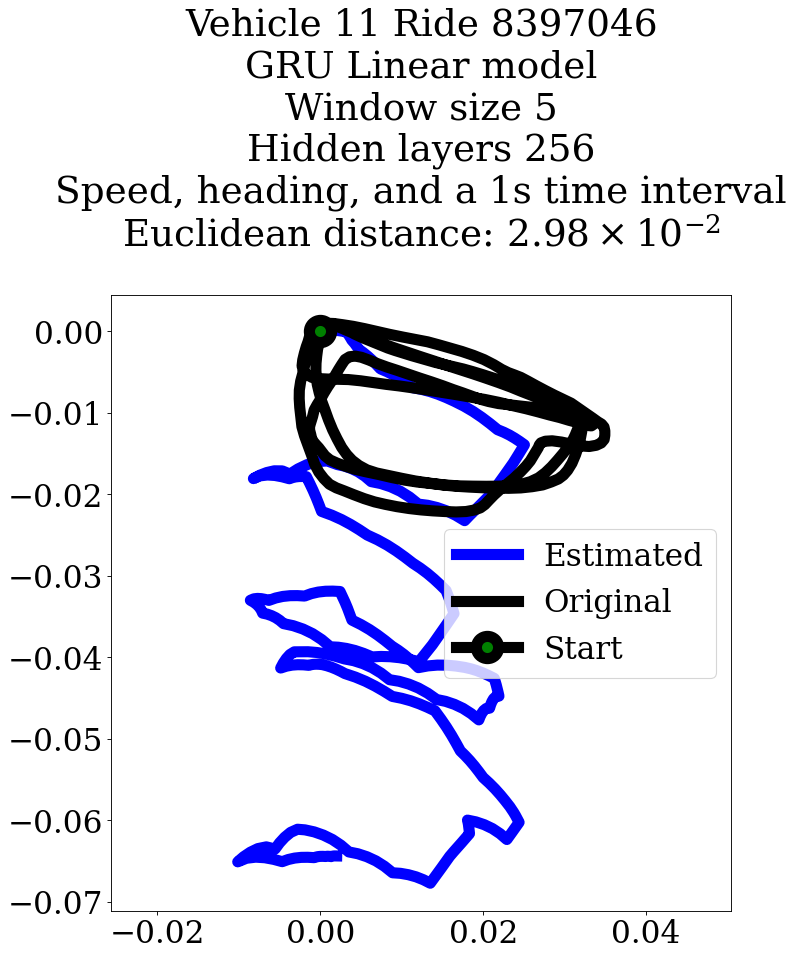 Vehicle 11 Ride 8397046
GRU Linear model
Window size 5
Hidden layers 256
Speed, heading, and a 1s time interval
Euclidean distance: 2.98 × 10⁻²
0.00
−0.01
−0.02
−0.03
−0.04
−0.05
−0.06
−0.07
Estimated
Original
Start
−0.02 0.00 0.02 0.04